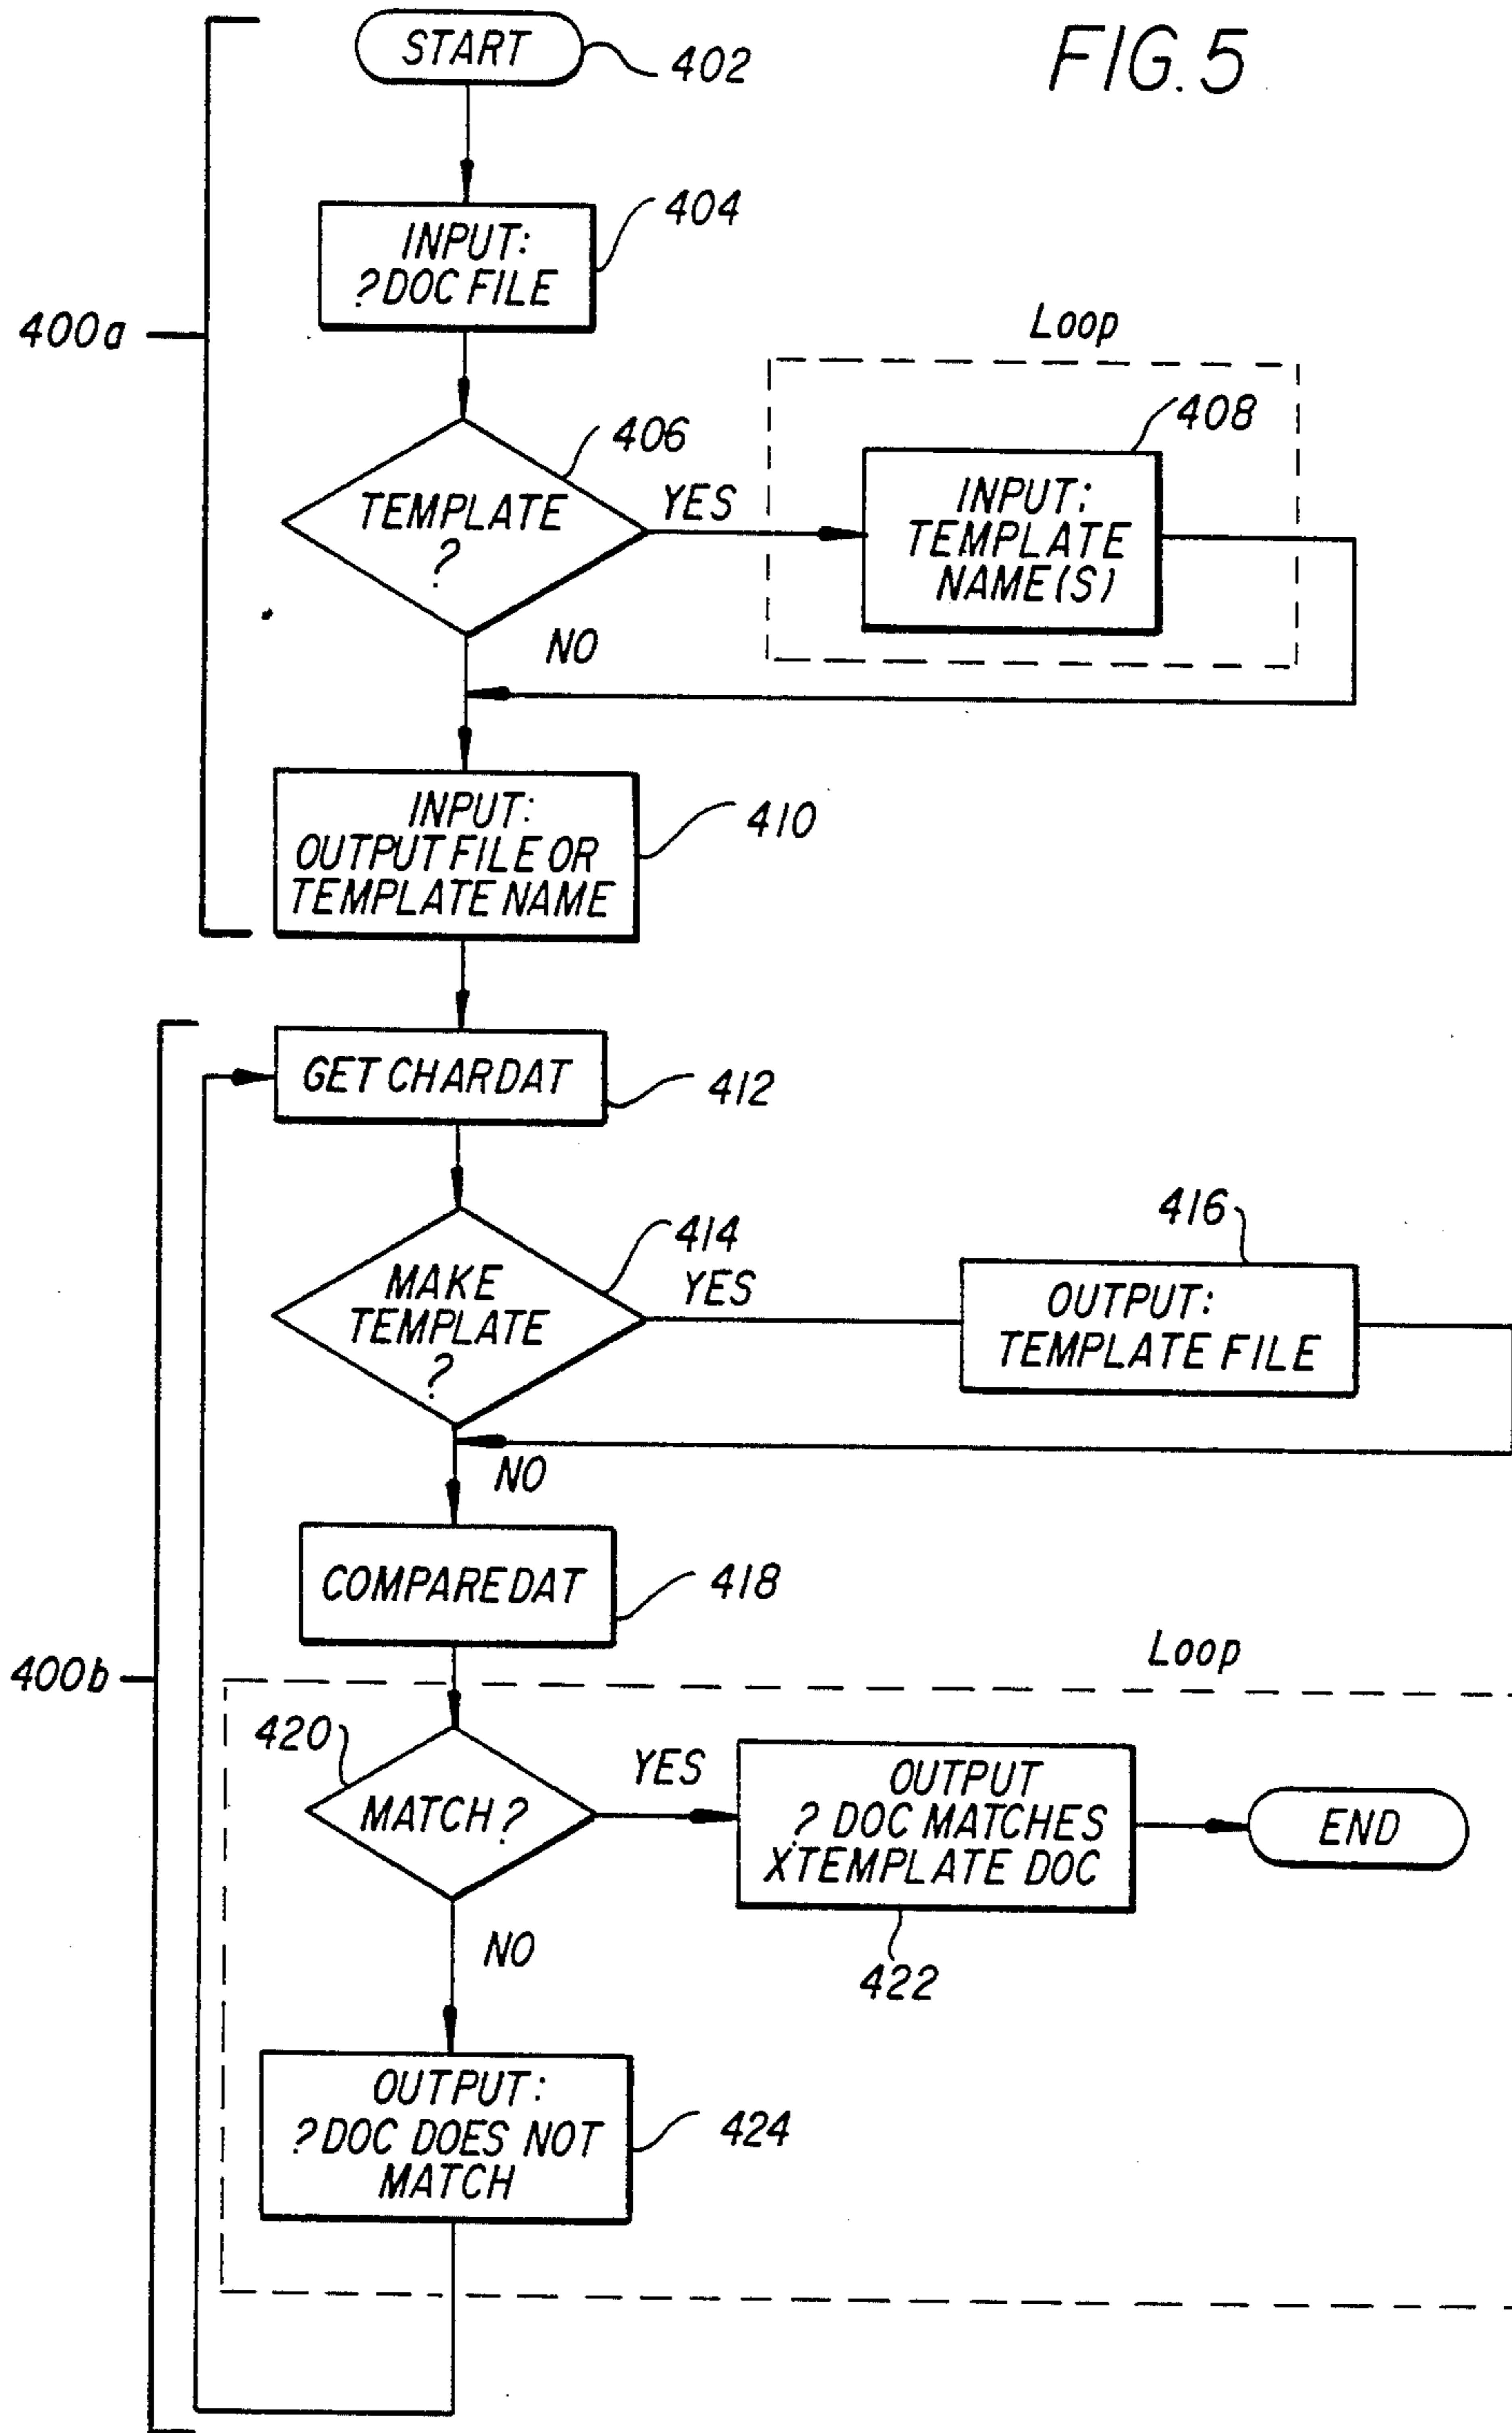 FIG. 5
START
402
INPUT:
? DOC FILE
404
400a
Loop
TEMPLATE
?
406
YES
408
INPUT:
TEMPLATE
NAME(S)
NO
INPUT:
OUTPUT FILE OR
TEMPLATE NAME
410
GET CHARDAT
412
MAKE
TEMPLATE
?
414
YES
416
OUTPUT:
TEMPLATE FILE
NO
COMPAREDAT
418
400b
Loop
420
MATCH ?
YES
OUTPUT
? DOC MATCHES
XTEMPLATE DOC
422
END
NO
OUTPUT:
? DOC DOES NOT
MATCH
424